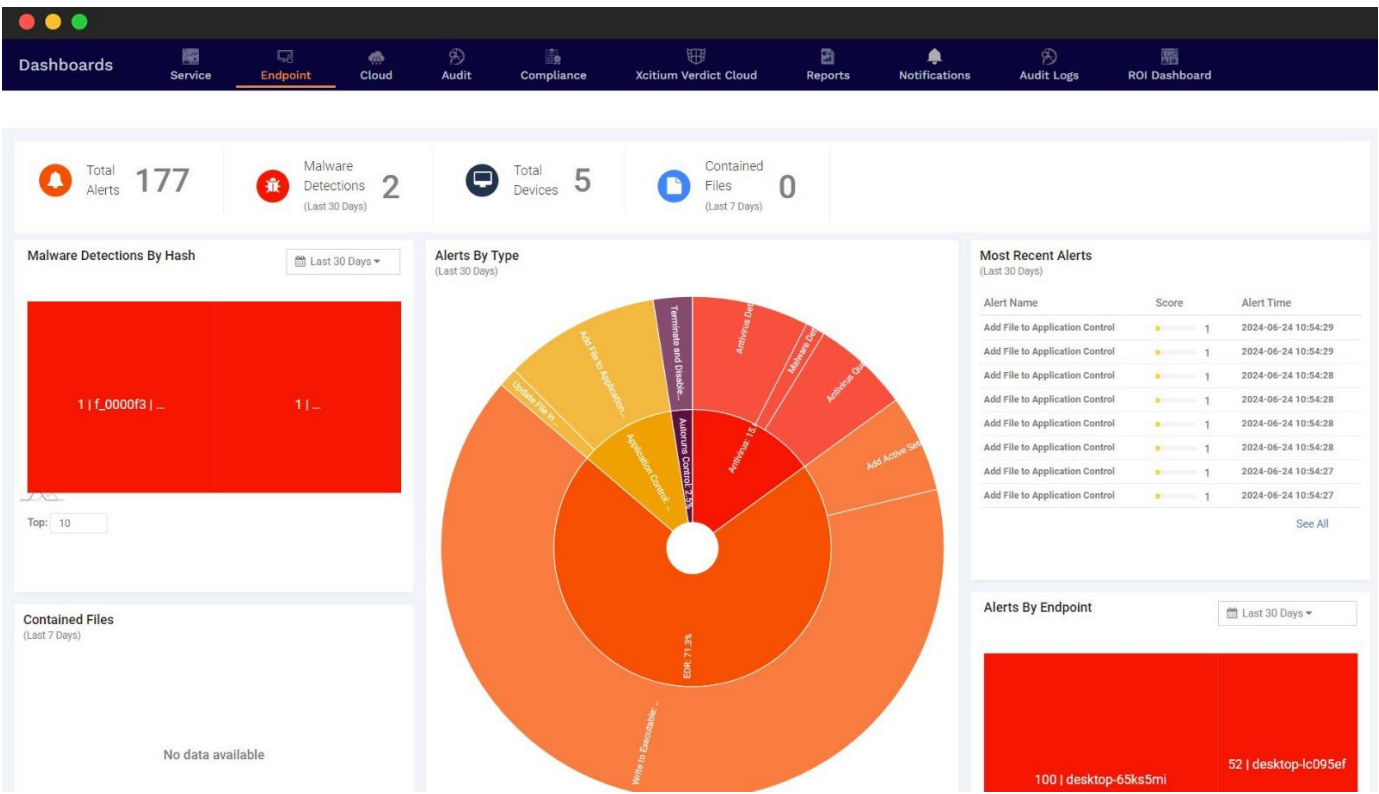 Dashboards
Service
Endpoint
Cloud
Audit
Compliance
Xcitium Verdict Cloud
Reports
Notifications
Audit Logs
ROI Dashboard
Total
Alerts
177
Malware
Detections
(Last 30 Days)
2
Total
Devices
5
Contained
Files
(Last 7 Days)
0
Malware Detections By Hash
Last 30 Days
1 | f_0000f3 | ...
1 | ...
Top: 10
Contained Files
(Last 7 Days)
No data available
Alerts By Type
(Last 30 Days)
Terminate and Disable...
Antivirus Det
Malware Det
Antivirus Qua
Add Active Set
Add File to Application...
Update File in ...
Application Control: ...
Autoruns Control: 2.5%
Antivirus: 15.
EDR: 71.3%
Write to Executable: ...
Most Recent Alerts
(Last 30 Days)
Alert Name Score Alert Time
Add File to Application Control 1 2024-06-24 10:54:29
Add File to Application Control 1 2024-06-24 10:54:29
Add File to Application Control 1 2024-06-24 10:54:28
Add File to Application Control 1 2024-06-24 10:54:28
Add File to Application Control 1 2024-06-24 10:54:28
Add File to Application Control 1 2024-06-24 10:54:28
Add File to Application Control 1 2024-06-24 10:54:27
Add File to Application Control 1 2024-06-24 10:54:27
See All
Alerts By Endpoint
Last 30 Days
100 | desktop-65ks5mi
52 | desktop-lc095ef